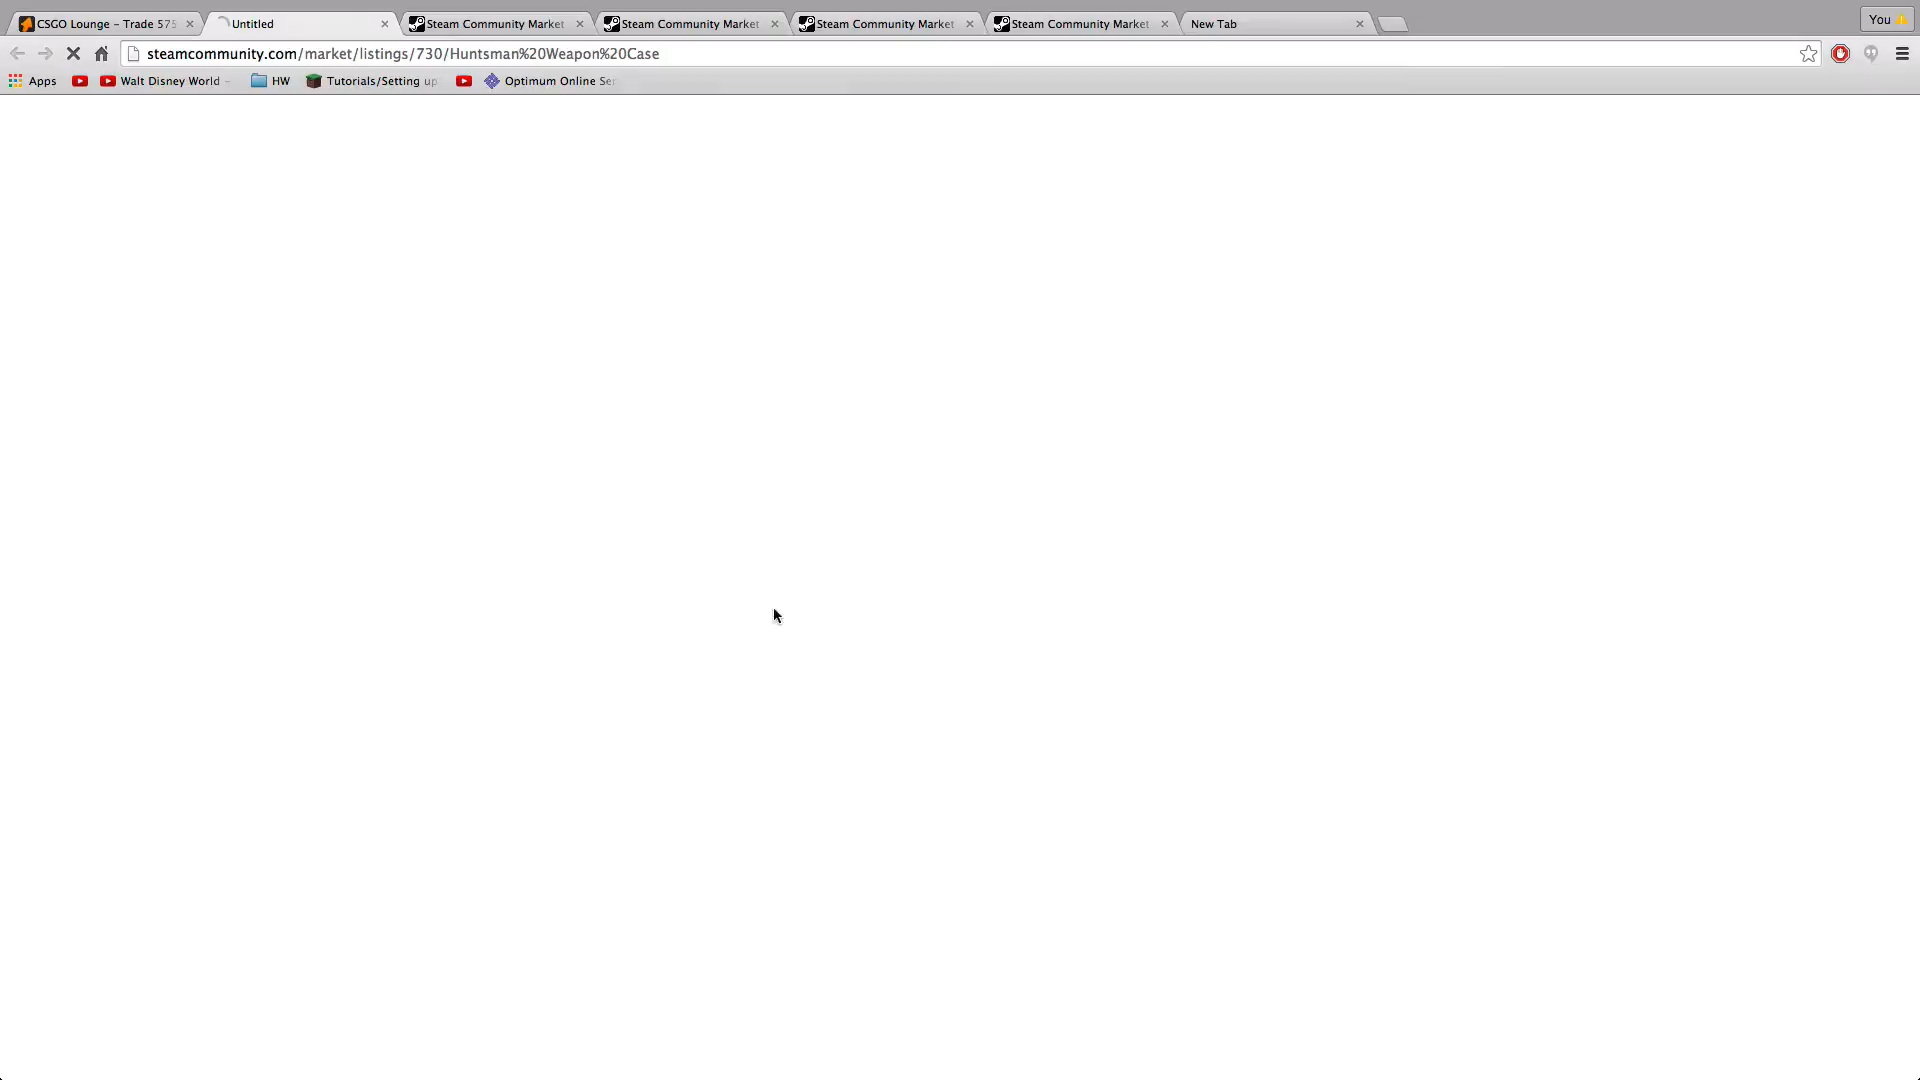 CSGO Lounge – Trade 575
Untitled
Steam Community Market
Steam Community Market
Steam Community Market
Steam Community Market
New Tab
You
steamcommunity.com/market/listings/730/Huntsman%20Weapon%20Case
Apps
Walt Disney World –
HW
Tutorials/Setting up
Optimum Online Ser